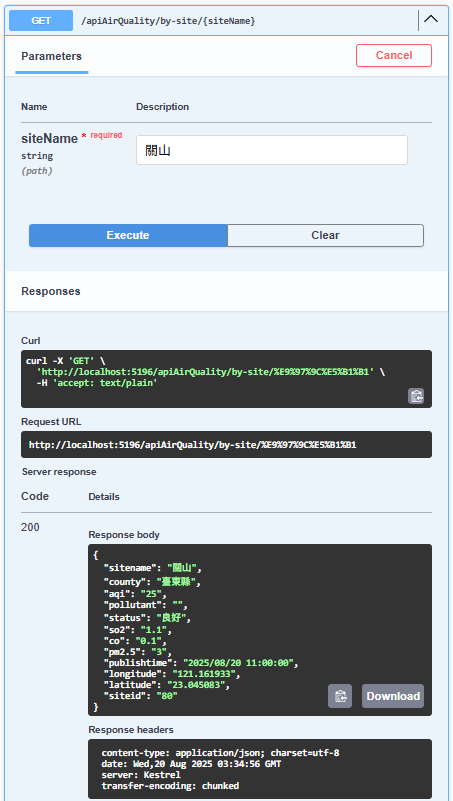 GET /apiAirQuality/by-site/{siteName}
Parameters
Cancel
Name Description
siteName * required
string
(path)
關山
Execute Clear
Responses
Curl
curl -X 'GET' \
'http://localhost:5196/apiAirQuality/by-site/%E9%97%9C%E5%B1%B1' \
-H 'accept: text/plain'
Request URL
http://localhost:5196/apiAirQuality/by-site/%E9%97%9C%E5%B1%B1
Server response
Code Details
200
Response body
{
"sitename": "關山",
"county": "臺東縣",
"aqi": "25",
"pollutant": "",
"status": "良好",
"so2": "1.1",
"co": "0.1",
"pm2.5": "3",
"publishtime": "2025/08/20 11:00:00",
"longitude": "121.161933",
"latitude": "23.045083",
"siteid": "80"
}
Download
Response headers
content-type: application/json; charset=utf-8
date: Wed,20 Aug 2025 03:34:56 GMT
server: Kestrel
transfer-encoding: chunked